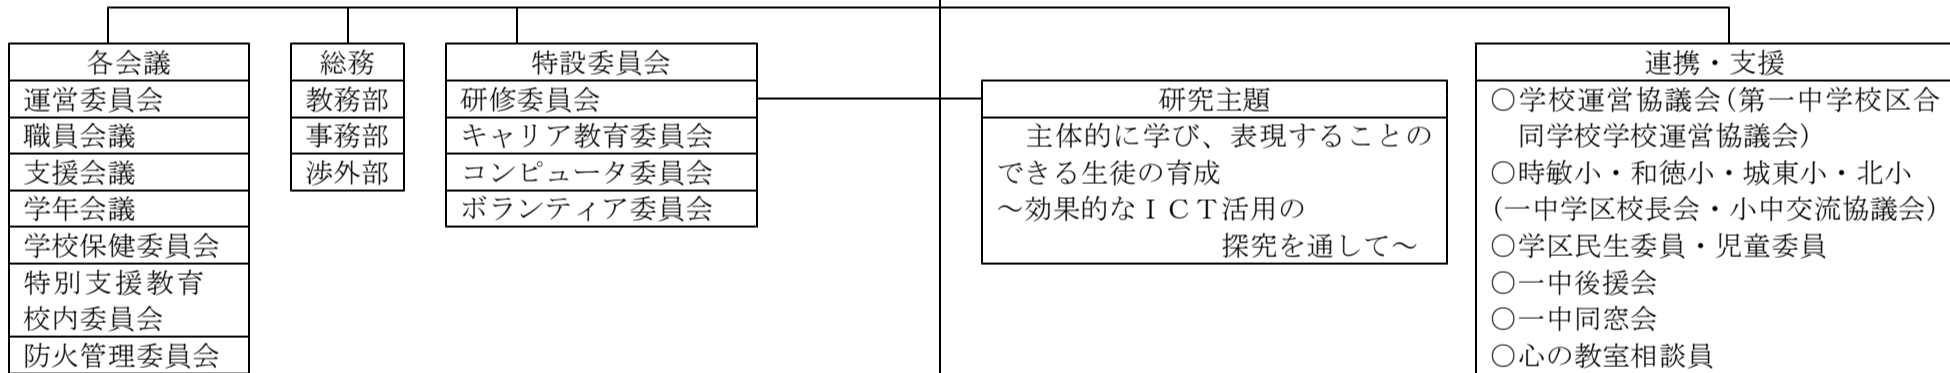 各会議
運営委員会
職員会議
支援会議
学年会議
学校保健委員会
特別支援教育
校内委員会
防火管理委員会
総務
教務部
事務部
渉外部
特設委員会
研修委員会
キャリア教育委員会
コンピュータ委員会
ボランティア委員会
研究主題
主体的に学び、表現することの
できる生徒の育成
～効果的なＩＣＴ活用の
探究を通して～
連携・支援
○学校運営協議会(第一中学校区合
同学校学校運営協議会)
○時敏小・和徳小・城東小・北小
(一中学区校長会・小中交流協議会)
○学区民生委員・児童委員
○一中後援会
○一中同窓会
○心の教室相談員